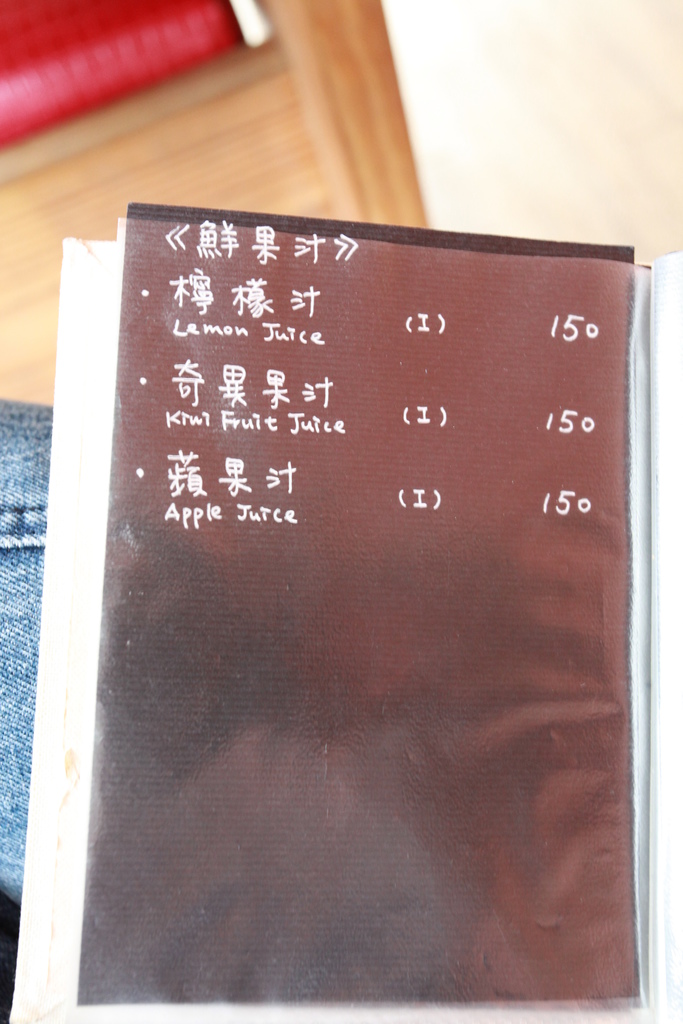 《鮮果汁》
· 檸檬汁
Lemon Juice (I) 150
· 奇異果汁
Kiwi Fruit Juice (I) 150
· 蘋果汁
Apple Juice (I) 150